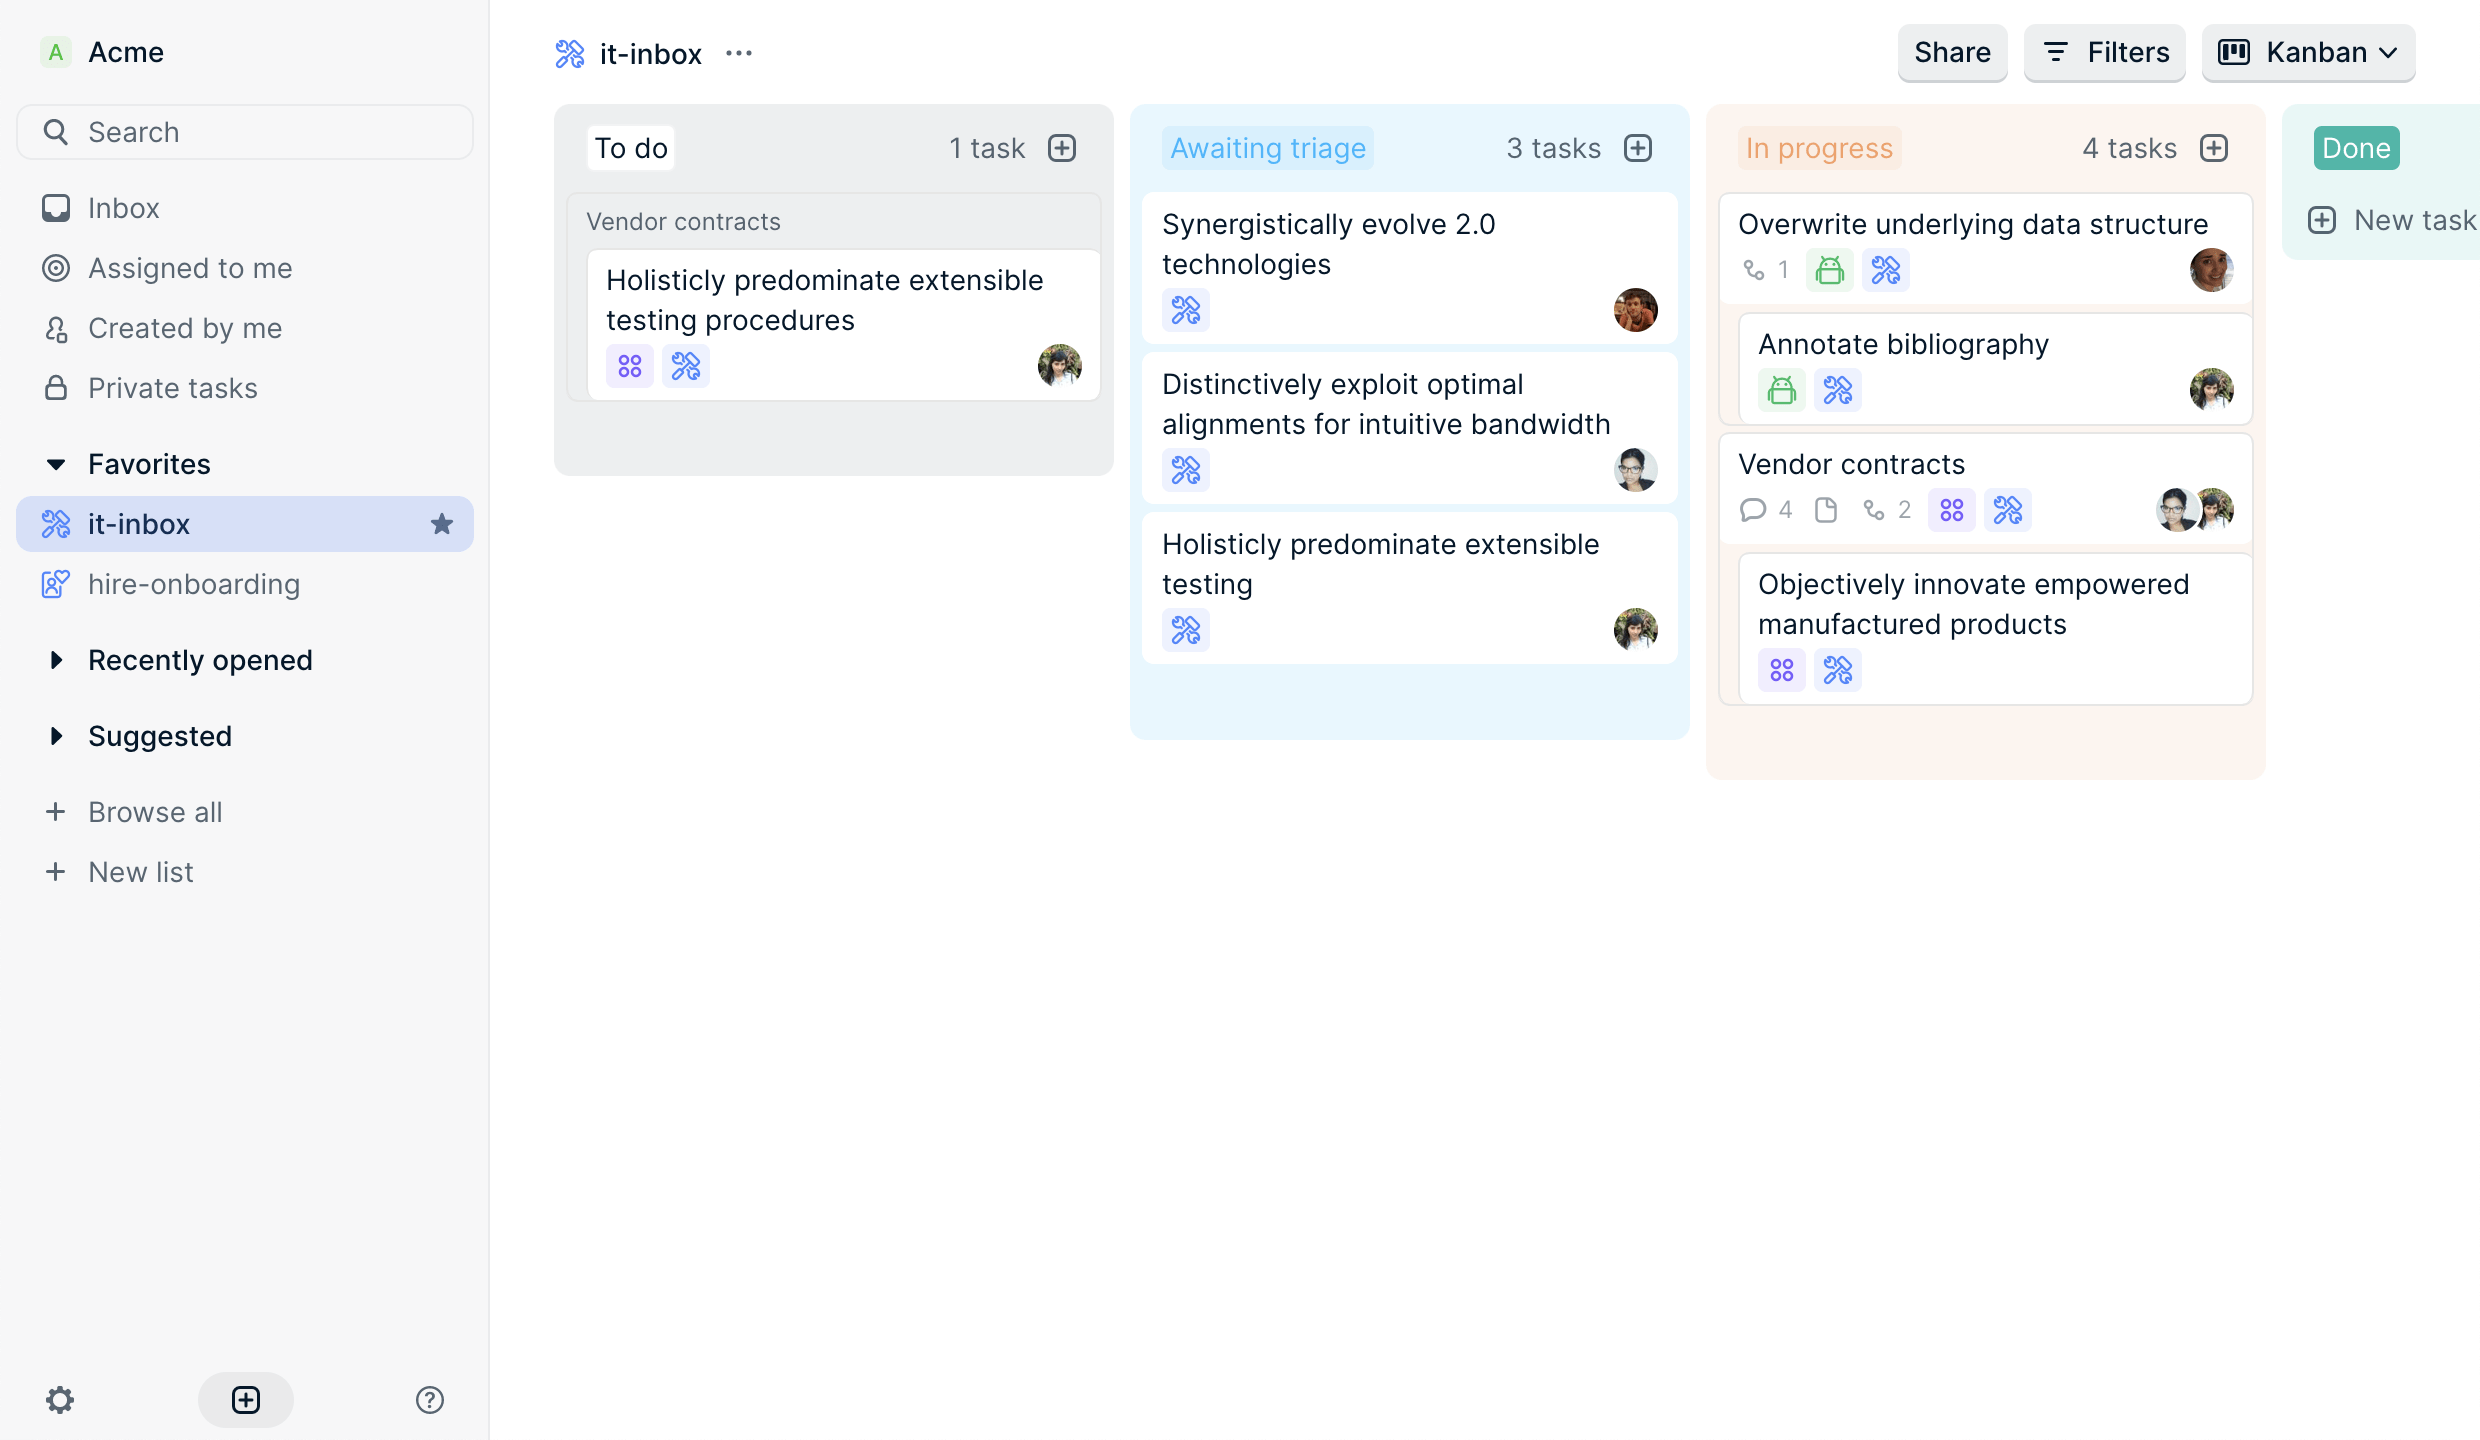 A Acme
Search
Inbox
Assigned to me
Created by me
Private tasks
Favorites
it-inbox
hire-onboarding
Recently opened
Suggested
Browse all
New list
it-inbox
Share
Filters
Kanban
To do
1 task
Vendor contracts
Holisticly predominate extensible
testing procedures
Awaiting triage
3 tasks
Synergistically evolve 2.0
technologies
Distinctively exploit optimal
alignments for intuitive bandwidth
Holisticly predominate extensible
testing
In progress
4 tasks
Overwrite underlying data structure
1
Annotate bibliography
Vendor contracts
4
2
Objectively innovate empowered
manufactured products
Done
New task